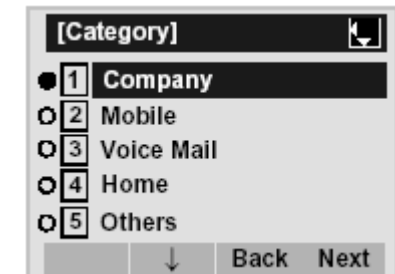 [Category]
1 Company
2 Mobile
3 Voice Mail
4 Home
5 Others
↓ Back Next